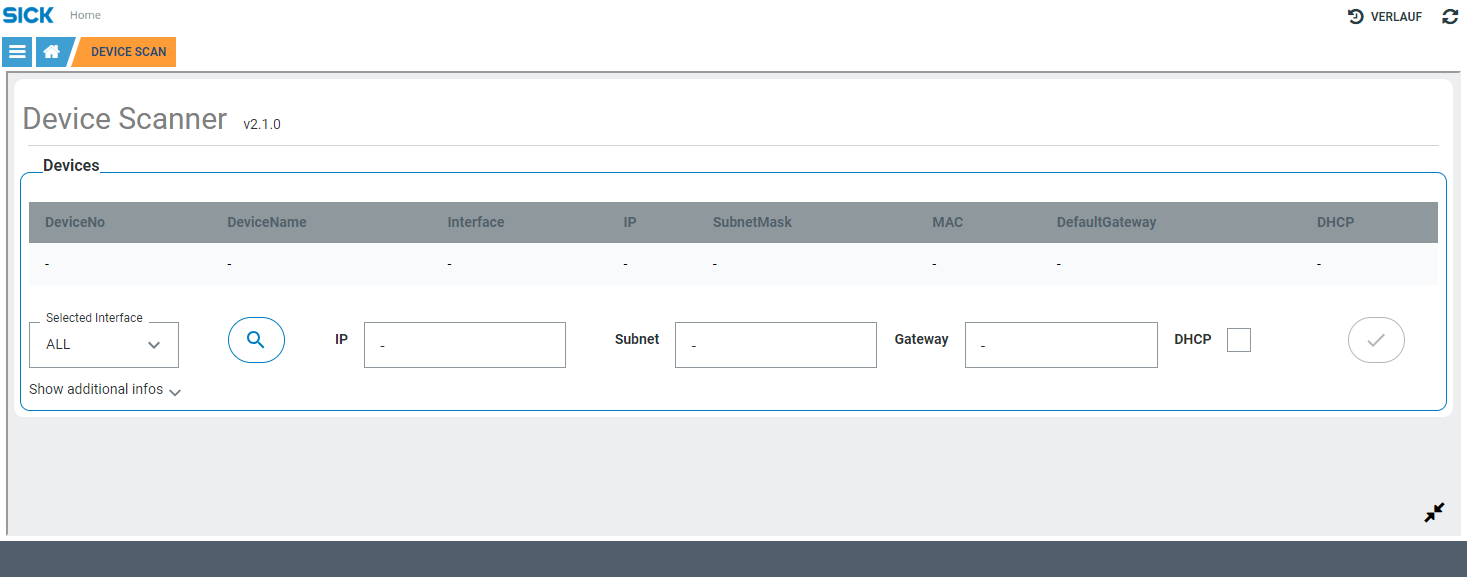 SICK Home VERLAUF
DEVICE SCAN
Device Scanner v2.1.0
Devices
DeviceNo DeviceName Interface IP SubnetMask MAC DefaultGateway DHCP
- - - - - - - -
Selected Interface
ALL IP - Subnet - Gateway - DHCP
Show additional infos